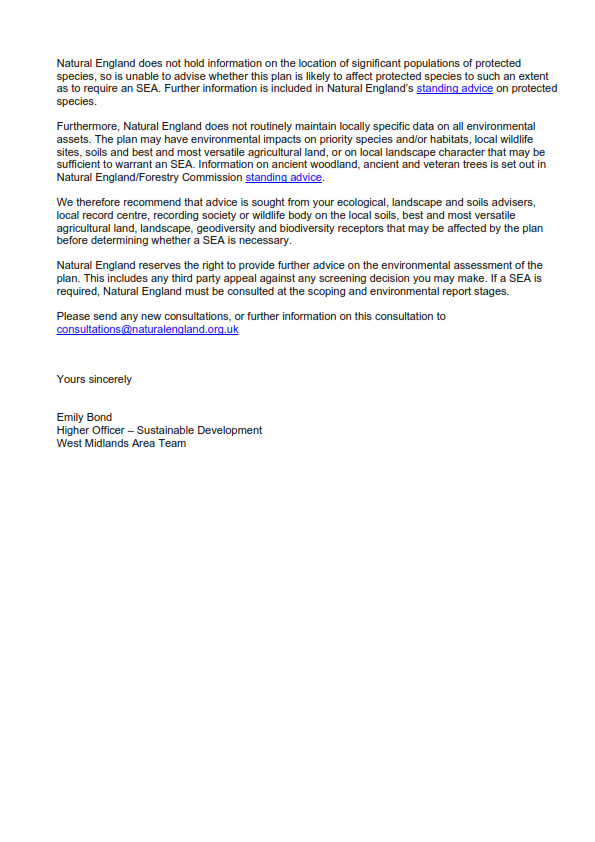 Natural England does not hold information on the location of significant populations of protected
species, so is unable to advise whether this plan is likely to affect protected species to such an extent
as to require an SEA. Further information is included in Natural England's standing advice on protected
species.
Furthermore, Natural England does not routinely maintain locally specific data on all environmental
assets. The plan may have environmental impacts on priority species and/or habitats, local wildlife
sites, soils and best and most versatile agricultural land, or on local landscape character that may be
sufficient to warrant an SEA. Information on ancient woodland, ancient and veteran trees is set out in
Natural England/Forestry Commission standing advice.
We therefore recommend that advice is sought from your ecological, landscape and soils advisers,
local record centre, recording society or wildlife body on the local soils, best and most versatile
agricultural land, landscape, geodiversity and biodiversity receptors that may be affected by the plan
before determining whether a SEA is necessary.
Natural England reserves the right to provide further advice on the environmental assessment of the
plan. This includes any third party appeal against any screening decision you may make. If a SEA is
required, Natural England must be consulted at the scoping and environmental report stages.
Please send any new consultations, or further information on this consultation to
consultations@naturalengland.org.uk
Yours sincerely
Emily Bond
Higher Officer – Sustainable Development
West Midlands Area Team